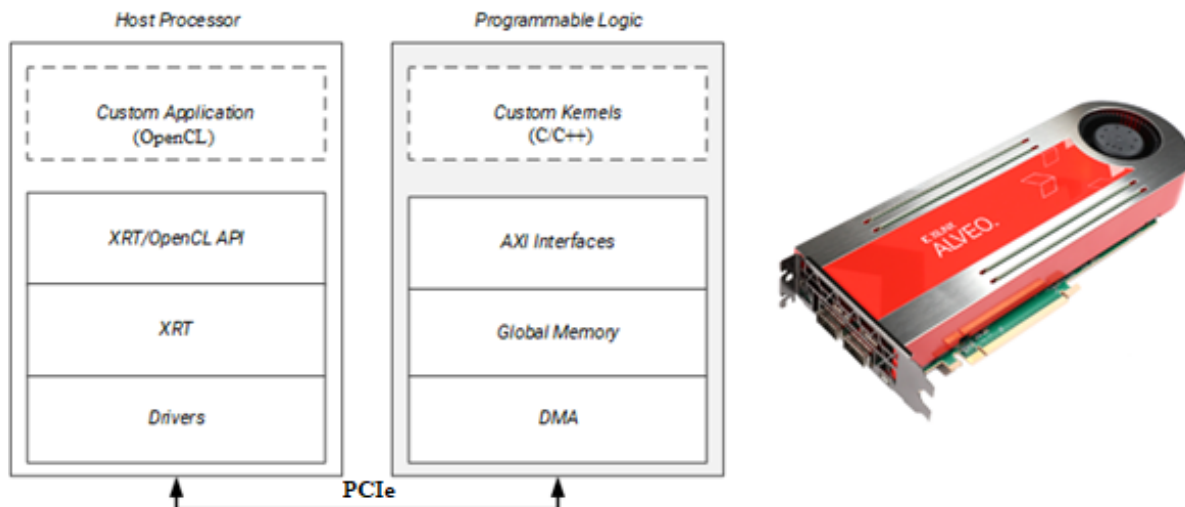 Host Processor
Programmable Logic
Custom Application
(OpenCL)
XRT/OpenCL API
XRT
Drivers
Custom Kernels
(C/C++)
AXI Interfaces
Global Memory
DMA
PCIe
XILINX
ALVEO.